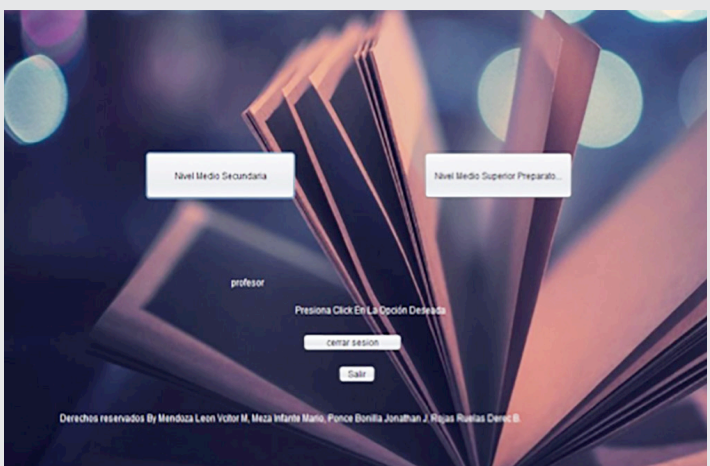 Nivel Medio Secundaria
Nivel Medio Superior Preparato...
profesor
Presiona Click En La Opción Deseada
cerrar sesion
Salir
Derechos reservados By Mendoza Leon Vcitor M, Meza Infante Mario, Ponce Bonilla Jonathan J, Rojas Ruelas Derec B.